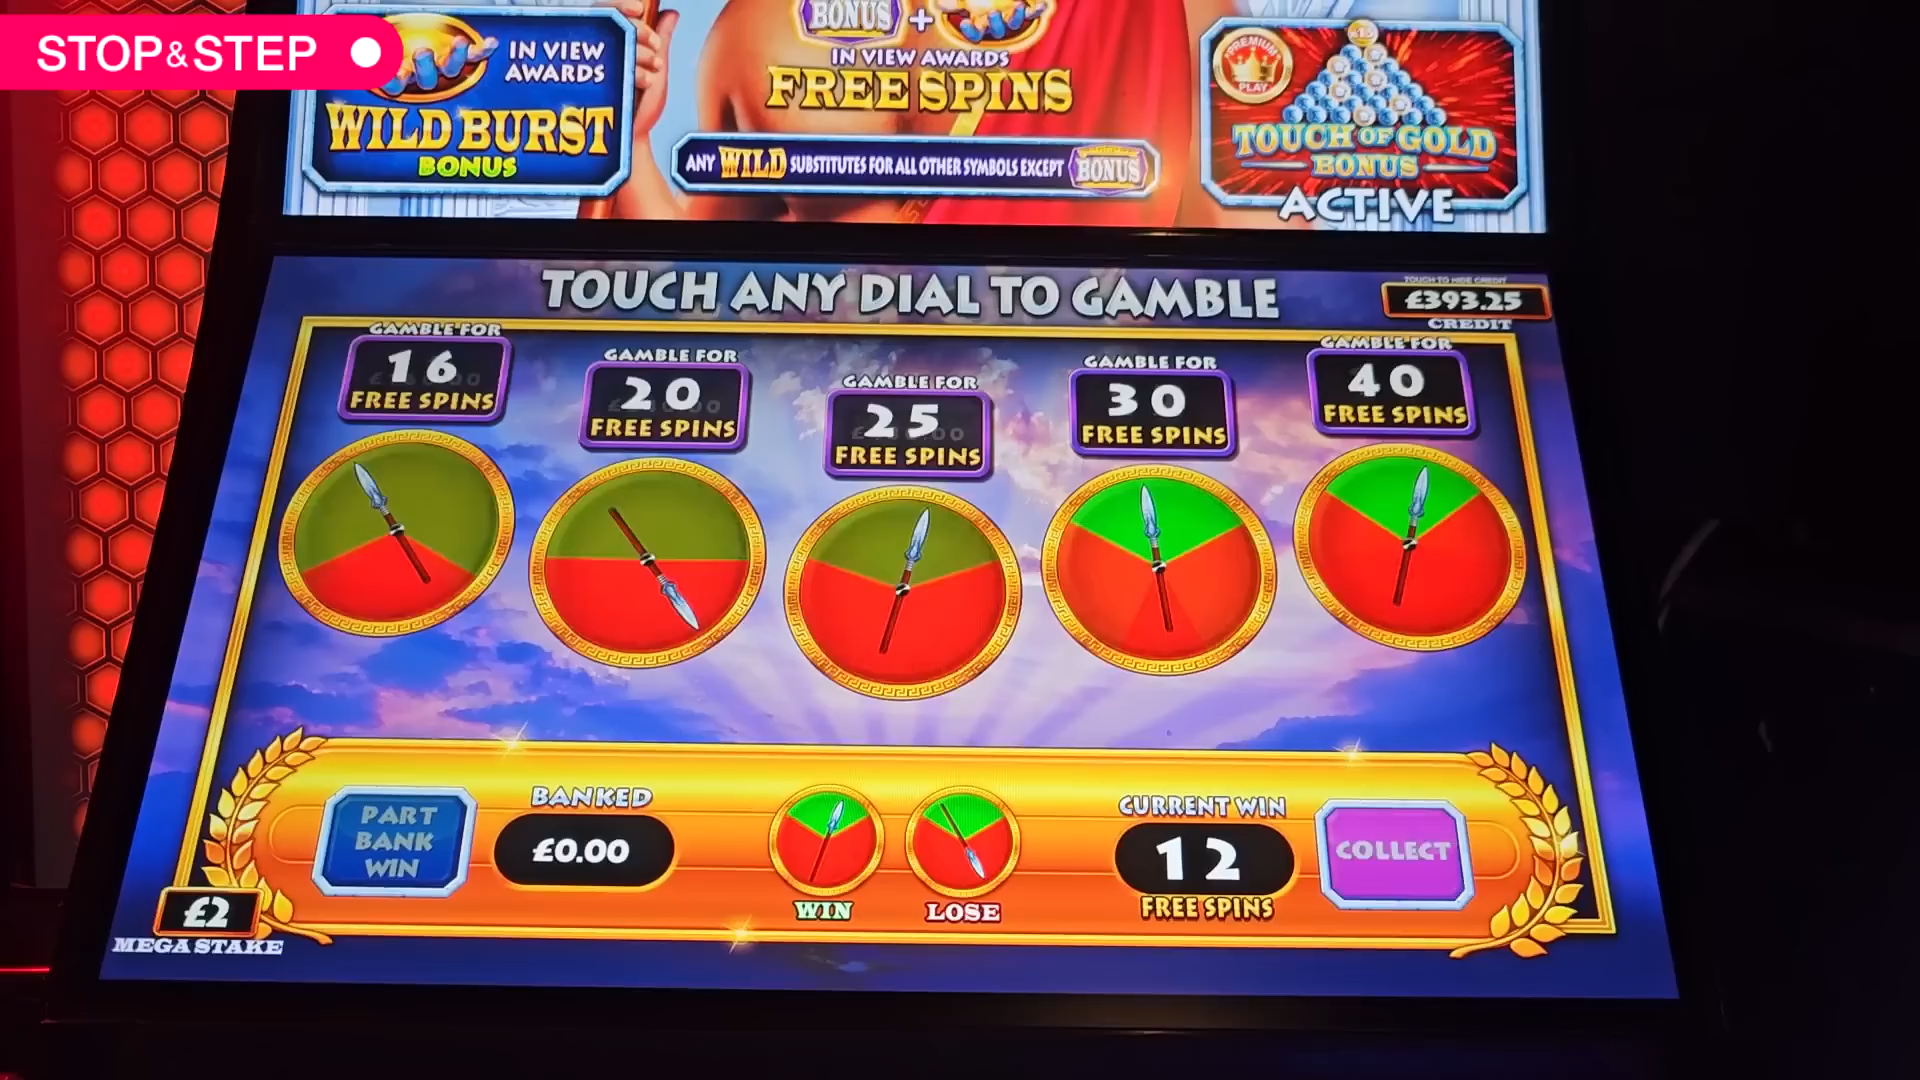 STOP&STEP
IN VIEW
AWARDS
WILD BURST
BONUS
BONUS +
IN VIEW AWARDS
FREE SPINS
ANY WILD SUBSTITUTES FOR ALL OTHER SYMBOLS EXCEPT BONUS
PREMIUM
PLAY
TOUCH OF GOLD
BONUS
ACTIVE
TOUCH ANY DIAL TO GAMBLE
TOUCH TO HIDE CREDIT
£393.25
CREDIT
GAMBLE FOR
16
FREE SPINS
GAMBLE FOR
20
FREE SPINS
GAMBLE FOR
25
FREE SPINS
GAMBLE FOR
30
FREE SPINS
GAMBLE FOR
40
FREE SPINS
PART
BANK
WIN
BANKED
£0.00
WIN
LOSE
CURRENT WIN
12
FREE SPINS
COLLECT
£2
MEGA STAKE